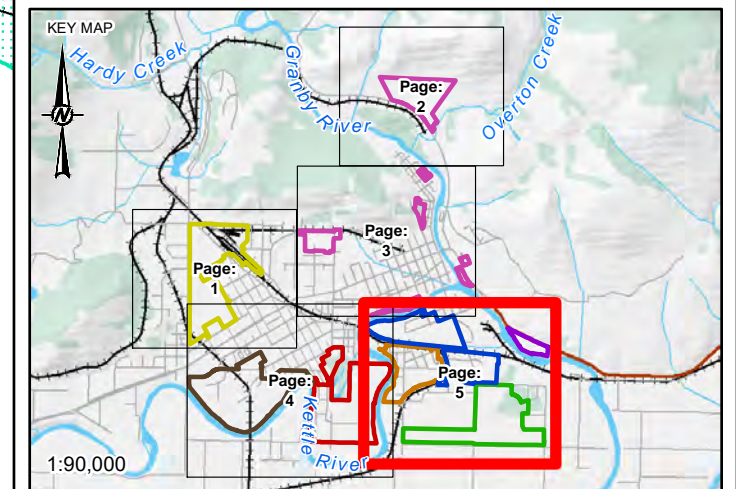 KEY MAP
Hardy Creek
N
Granby River
Overton Creek
Page:
2
Page:
3
Page:
1
Page:
4
Page:
5
Kettle River
1:90,000